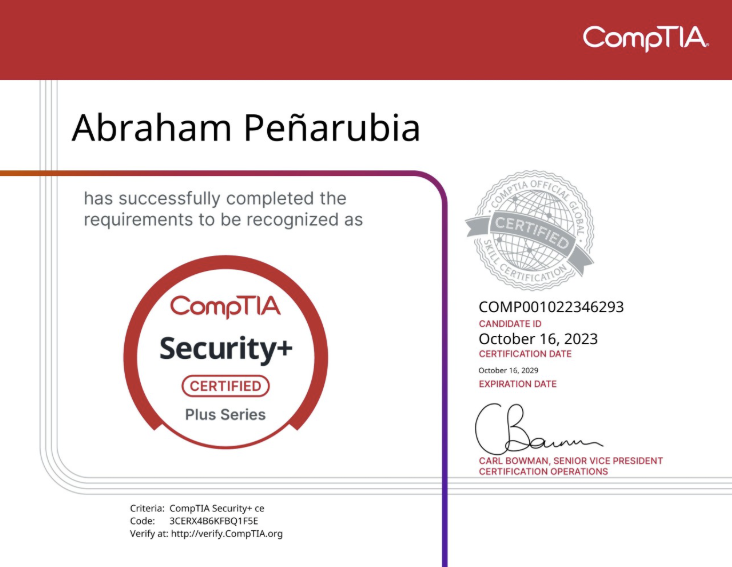 CompTIA.
Abraham Peñarubia
has successfully completed the
requirements to be recognized as
CompTIA
Security+
CERTIFIED
Plus Series
COMPTIA OFFICIAL GLOBAL
CERTIFIED
SKILL CERTIFICATION
COMP001022346293
CANDIDATE ID
October 16, 2023
CERTIFICATION DATE
October 16, 2029
EXPIRATION DATE
CARL BOWMAN, SENIOR VICE PRESIDENT
CERTIFICATION OPERATIONS
Criteria: CompTIA Security+ ce
Code: 3CERX4B6KFBQ1F5E
Verify at: http://verify.CompTIA.org